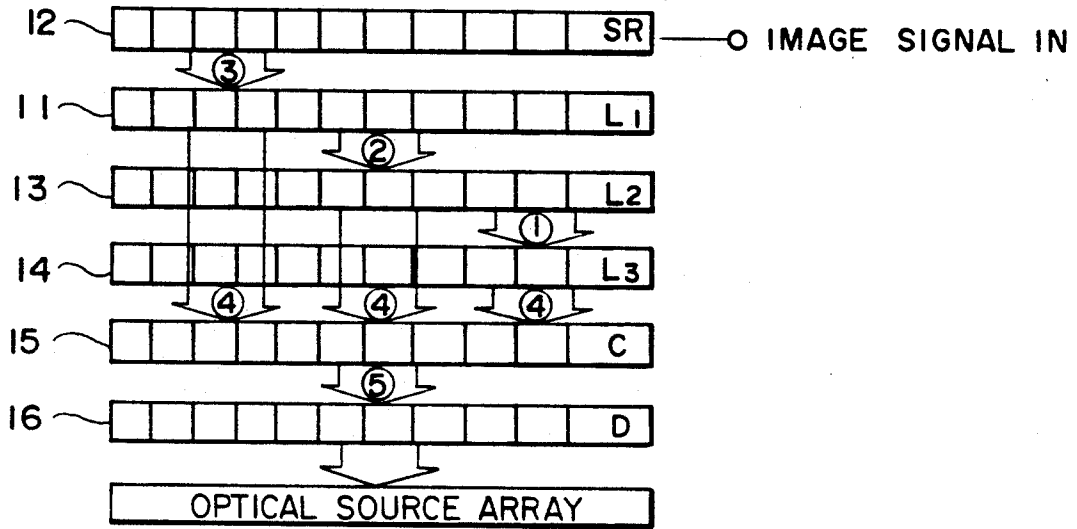 12 SR IMAGE SIGNAL IN
③
11 L1
②
13 L2
①
14 L3
④ ④ ④
15 C
⑤
16 D
OPTICAL SOURCE ARRAY